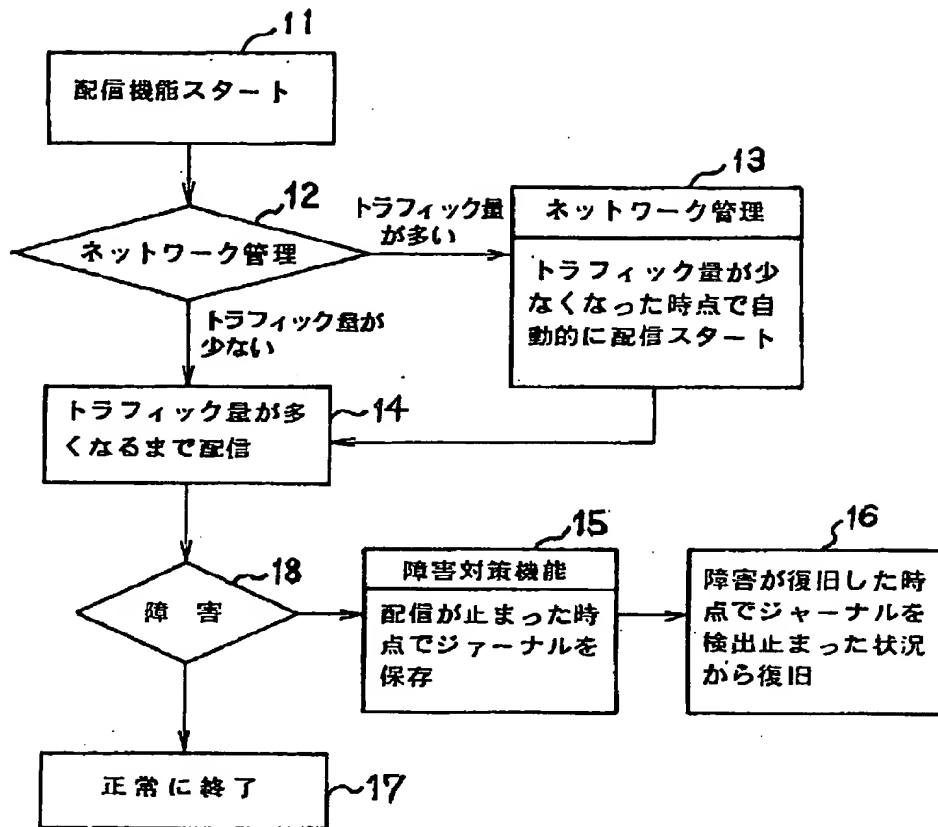 11
配信機能スタート
12
ネットワーク管理
トラフィック量
が多い
13
ネットワーク管理
トラフィック量が少
なくなった時点で自
動的に配信スタート
トラフィック量が
少ない
トラフィック量が多
くなるまで配信
14
18
障害
15
障害対策機能
配信が止まった時
点でジァーナルを
保存
16
障害が復旧した時
点でジャーナルを
検出止まった状況
から復旧
正常に終了
17